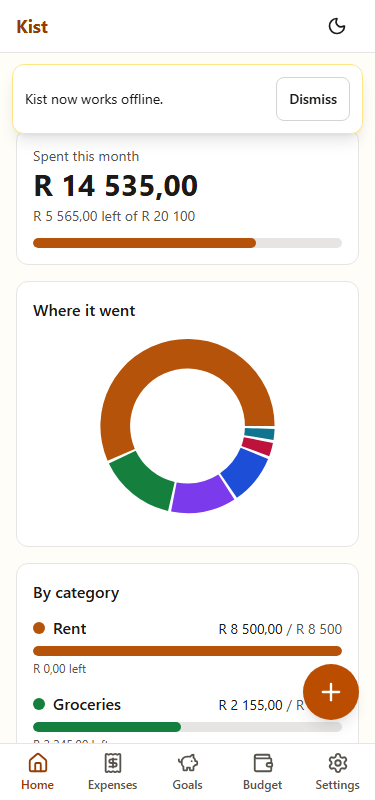 Kist
Kist now works offline.
Dismiss
Spent this month
R 14 535,00
R 5 565,00 left of R 20 100
Where it went
By category
Rent
R 8 500,00 / R 8 500
R 0,00 left
Groceries
R 2 155,00 / R
Home
Expenses
Goals
Budget
Settings